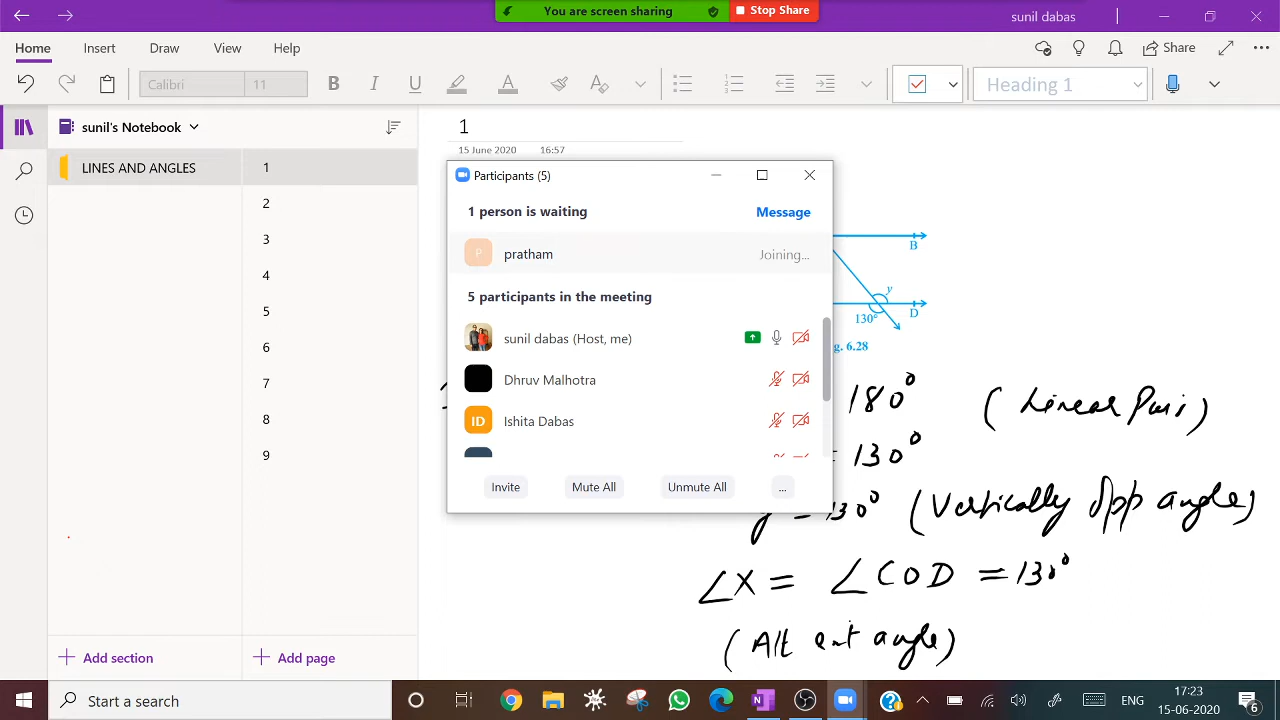 You are screen sharing
Stop Share
sunil dabas
Home
Insert
Draw
View
Help
Share
Calibri
11
B
I
U
A
Heading 1
sunil's Notebook
LINES AND ANGLES
1
2
3
4
5
6
7
8
9
Add section
Add page
1
15 June 2020 16:57
Participants (5)
1 person is waiting
Message
P
pratham
Joining...
5 participants in the meeting
sunil dabas (Host, me)
Dhruv Malhotra
ID
Ishita Dabas
Invite
Mute All
Unmute All
...
B
y
D
130°
g. 6.28
180° (Linear Pair)
= 130°
y = 130° (Vertically Opp angle)
∠X = ∠COD = 130°
(Alt ent angle)
Start a search
ENG
17:23
15-06-2020
6